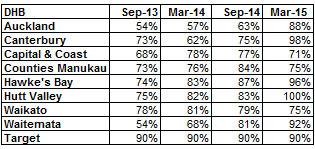 DHB Sep-13 Mar-14 Sep-14 Mar-15
Auckland 54% 57% 63% 88%
Canterbury 73% 62% 75% 98%
Capital & Coast 68% 78% 77% 71%
Counties Manukau 73% 76% 84% 75%
Hawke's Bay 74% 83% 87% 96%
Hutt Valley 75% 82% 83% 100%
Waikato 78% 81% 79% 75%
Waitemata 54% 68% 81% 92%
Target 90% 90% 90% 90%